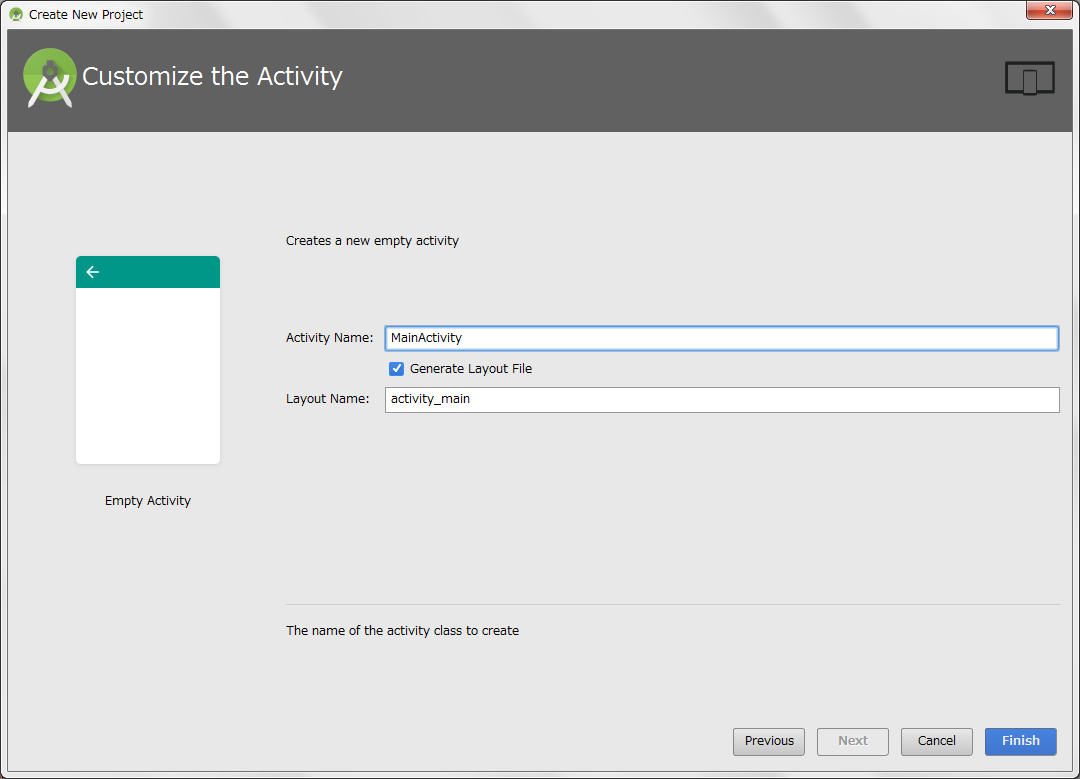 Create New Project
Customize the Activity
Creates a new empty activity
Activity Name: MainActivity
Generate Layout File
Layout Name: activity_main
Empty Activity
The name of the activity class to create
Previous Next Cancel Finish